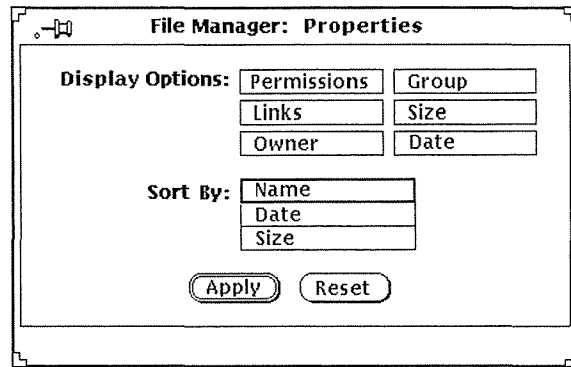 File Manager: Properties
Display Options: Permissions Group
Links Size
Owner Date
Sort By: Name
Date
Size
Apply Reset